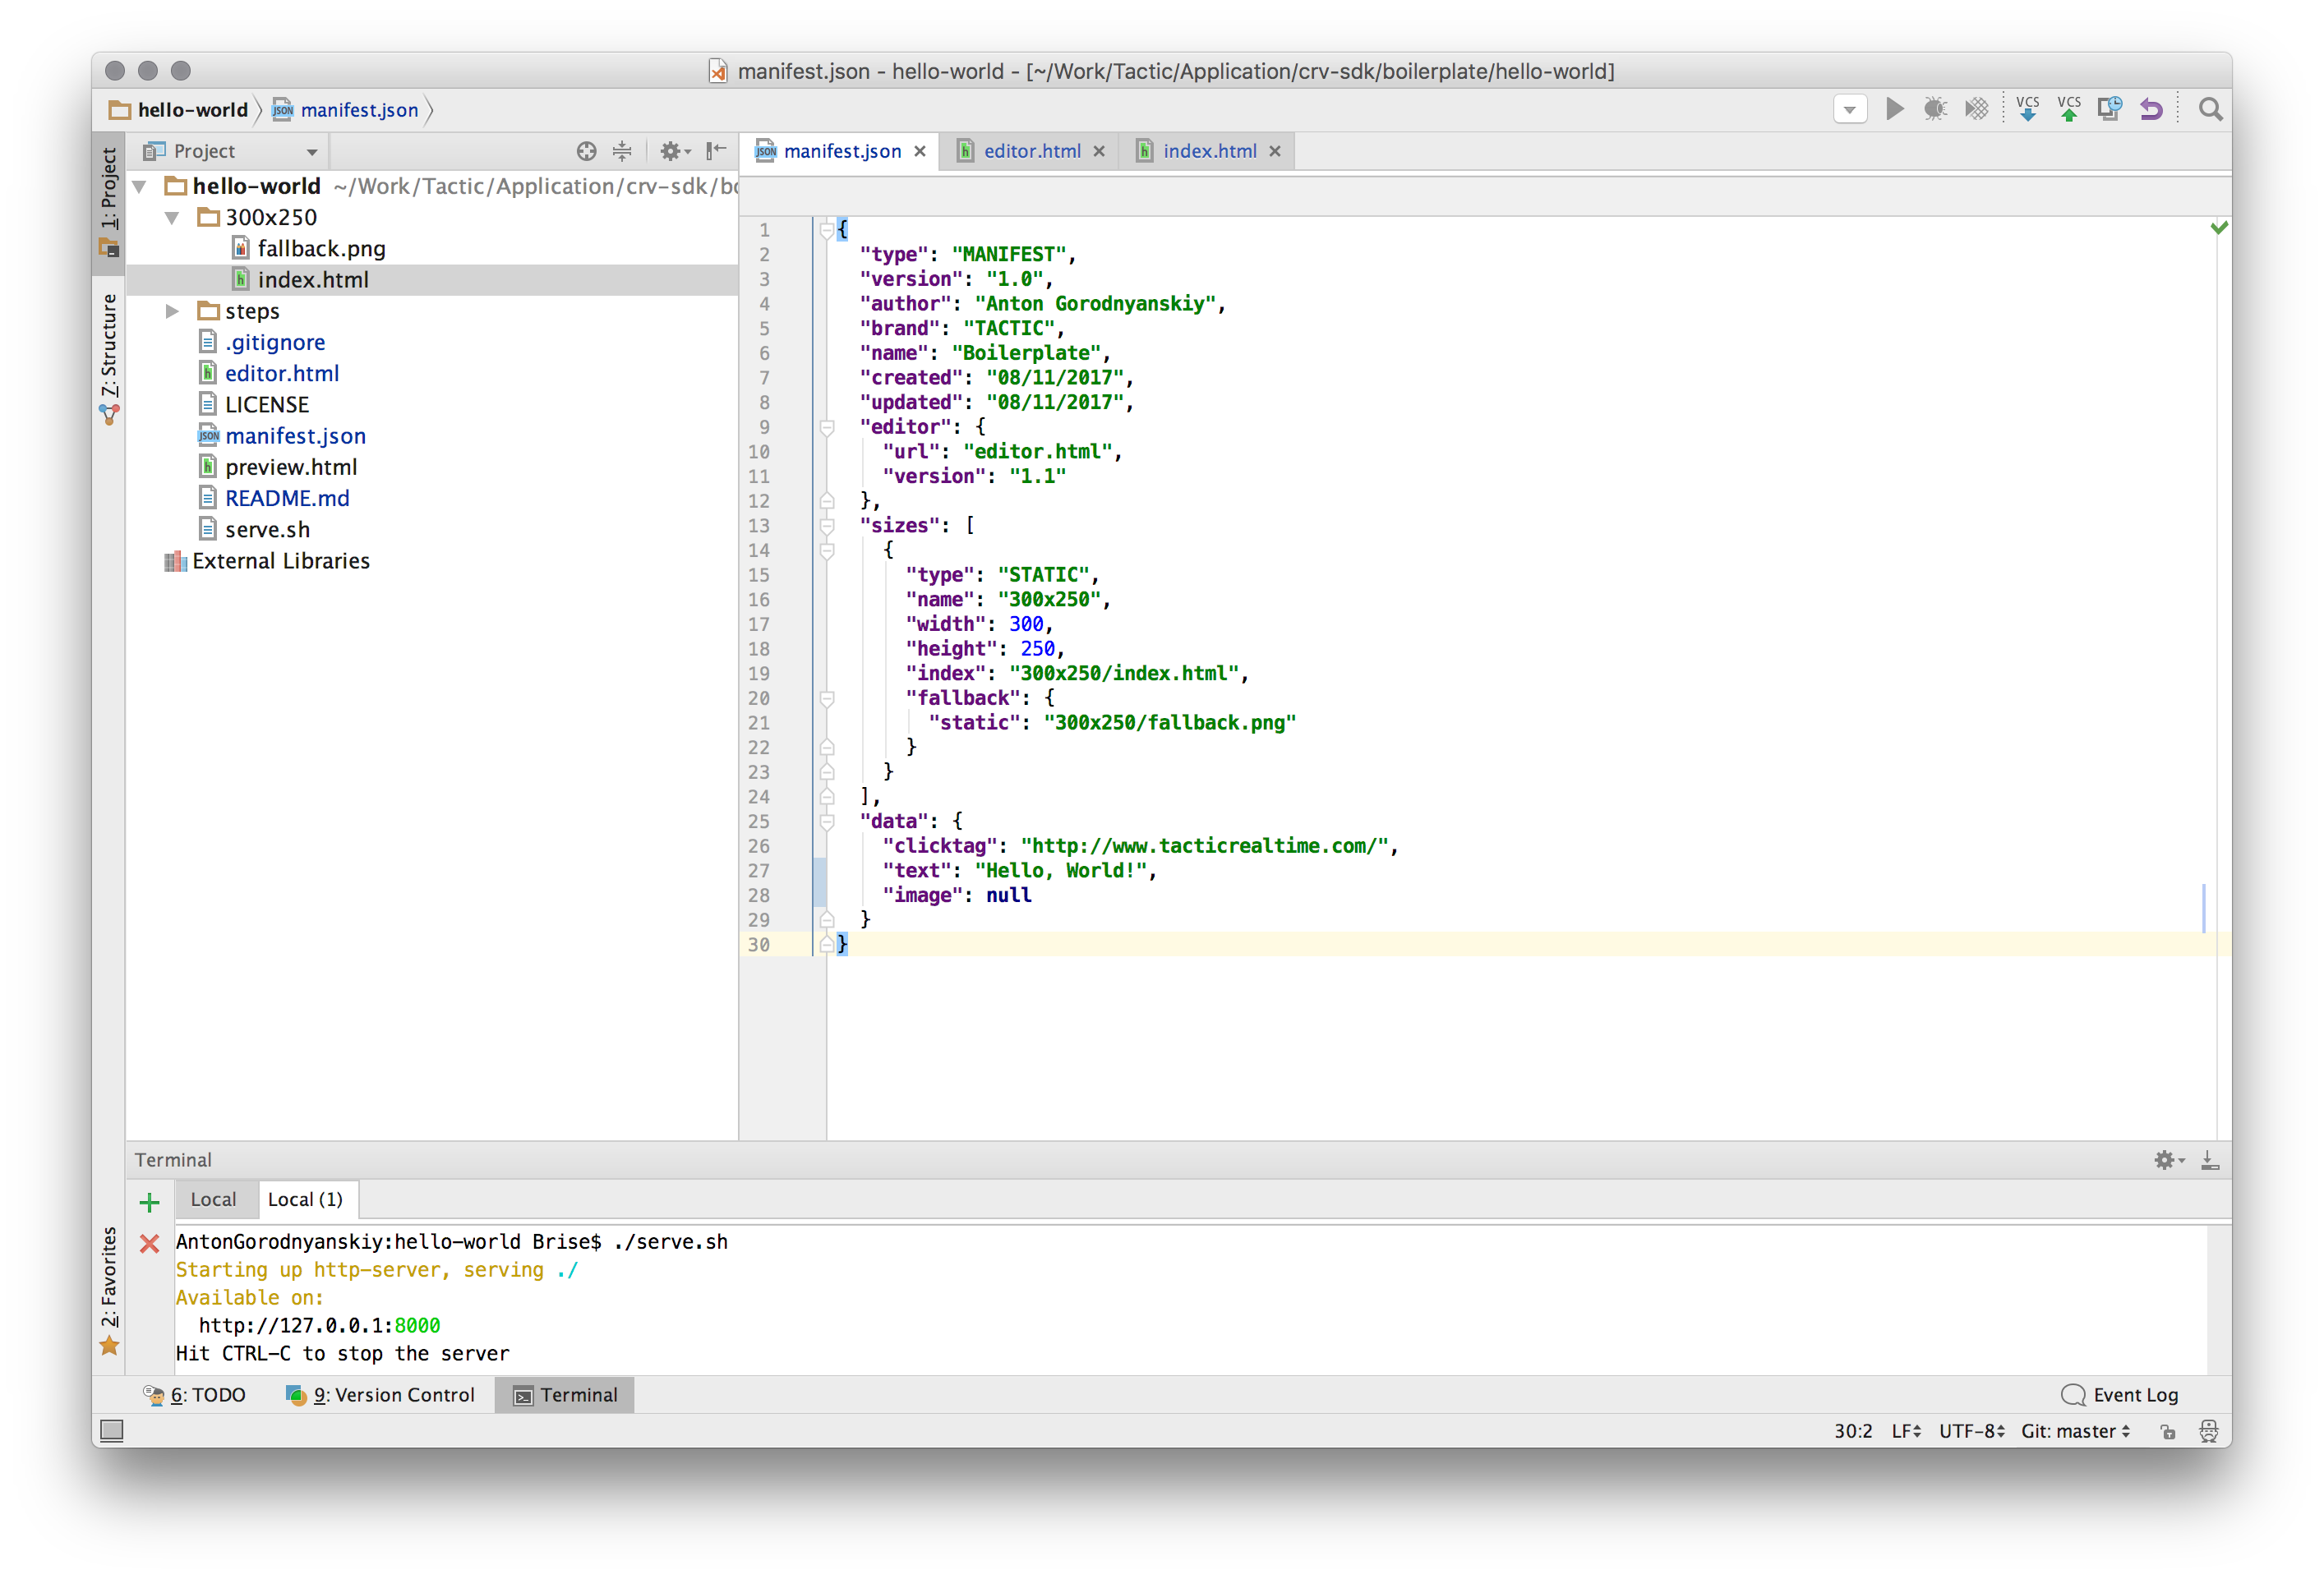 manifest.json - hello-world - [~/Work/Tactic/Application/crv-sdk/boilerplate/hello-world]
hello-world
manifest.json
VCS
VCS
1: Project
7: Structure
2: Favorites
Project
hello-world ~/Work/Tactic/Application/crv-sdk/bo
300x250
fallback.png
index.html
steps
.gitignore
editor.html
LICENSE
manifest.json
preview.html
README.md
serve.sh
External Libraries
manifest.json
editor.html
index.html
1 {
2 "type": "MANIFEST",
3 "version": "1.0",
4 "author": "Anton Gorodnyanskiy",
5 "brand": "TACTIC",
6 "name": "Boilerplate",
7 "created": "08/11/2017",
8 "updated": "08/11/2017",
9 "editor": {
10 "url": "editor.html",
11 "version": "1.1"
12 },
13 "sizes": [
14 {
15 "type": "STATIC",
16 "name": "300x250",
17 "width": 300,
18 "height": 250,
19 "index": "300x250/index.html",
20 "fallback": {
21 "static": "300x250/fallback.png"
22 }
23 }
24 ],
25 "data": {
26 "clicktag": "http://www.tacticrealtime.com/",
27 "text": "Hello, World!",
28 "image": null
29 }
30 }
Terminal
Local
Local (1)
AntonGorodnyanskiy:hello-world Brise$ ./serve.sh
Starting up http-server, serving ./
Available on:
http://127.0.0.1:8000
Hit CTRL-C to stop the server
6: TODO
9: Version Control
Terminal
Event Log
30:2 LF UTF-8 Git: master